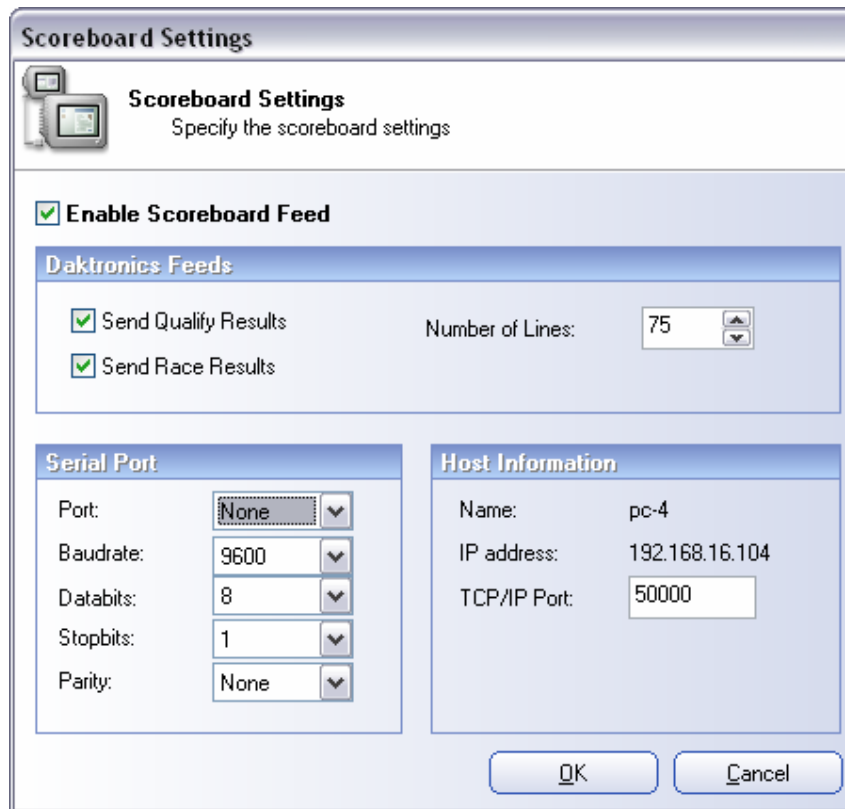 Scoreboard Settings
Scoreboard Settings
Specify the scoreboard settings
Enable Scoreboard Feed
Daktronics Feeds
Send Qualify Results
Number of Lines: 75
Send Race Results
Serial Port
Port: None
Baudrate: 9600
Databits: 8
Stopbits: 1
Parity: None
Host Information
Name: pc-4
IP address: 192.168.16.104
TCP/IP Port: 50000
OK Cancel